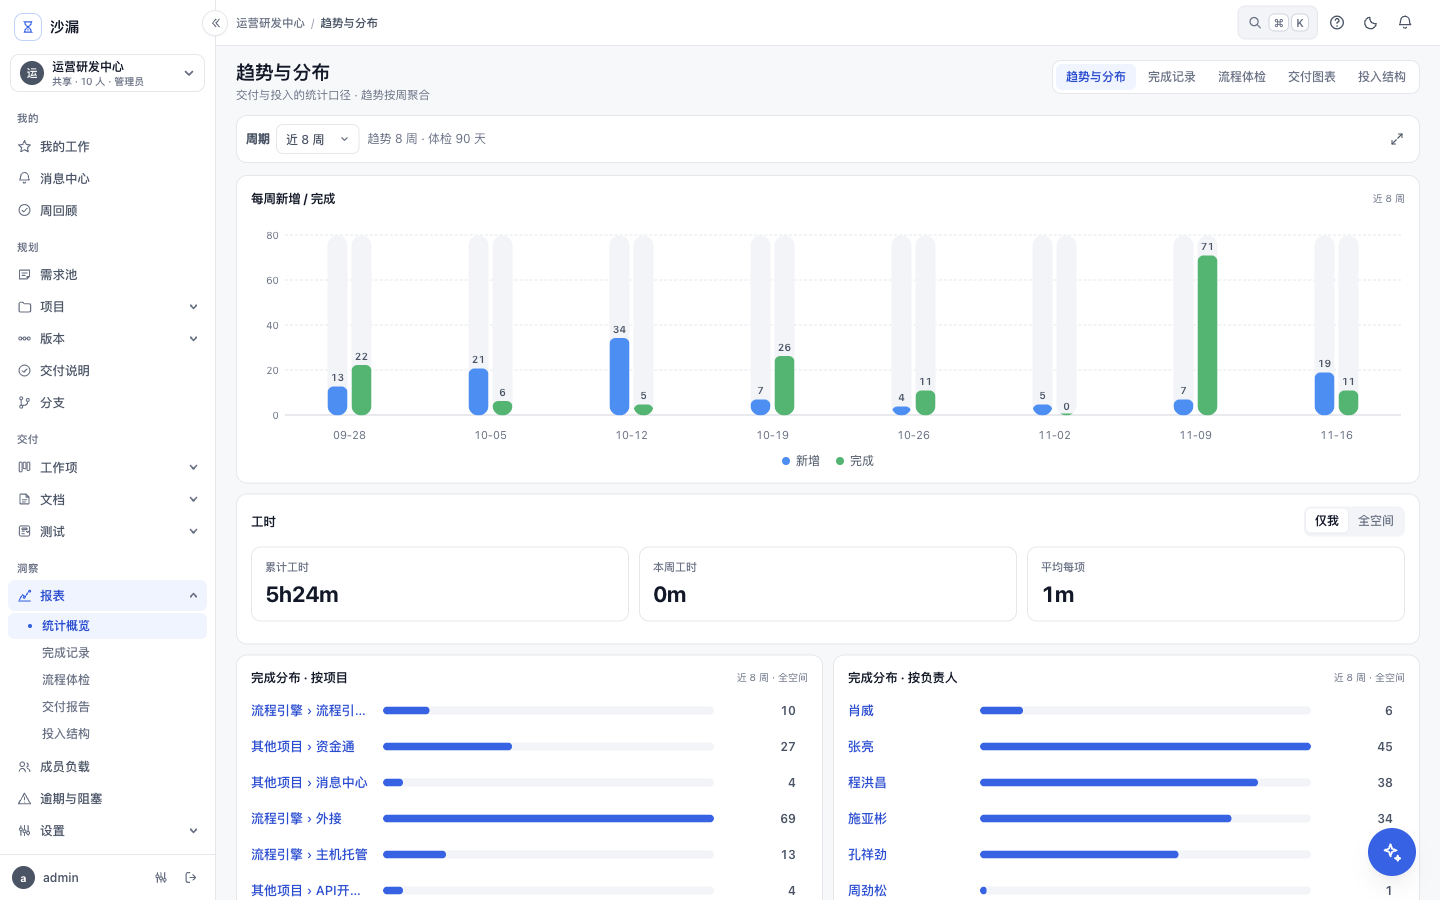 沙漏
运
运营研发中心
共享 · 10 人 · 管理员
我的
我的工作
消息中心
周回顾
规划
需求池
项目
版本
交付说明
分支
交付
工作项
文档
测试
洞察
报表
统计概览
完成记录
流程体检
交付报告
投入结构
成员负载
逾期与阻塞
设置
a admin
运营研发中心 / 趋势与分布
⌘ K
趋势与分布
交付与投入的统计口径 · 趋势按周聚合
趋势与分布 完成记录 流程体检 交付图表 投入结构
周期 近 8 周 趋势 8 周 · 体检 90 天
每周新增 / 完成 近 8 周
80
60
40
20
0
13 22 21 6 34 5 7 26 4 11 5 0 7 71 19 11
09-28 10-05 10-12 10-19 10-26 11-02 11-09 11-16
新增 完成
工时 仅我 全空间
累计工时
5h24m
本周工时
0m
平均每项
1m
完成分布 · 按项目 近 8 周 · 全空间
流程引擎 › 流程引... 10
其他项目 › 资金通 27
其他项目 › 消息中心 4
流程引擎 › 外接 69
流程引擎 › 主机托管 13
其他项目 › API开... 4
完成分布 · 按负责人 近 8 周 · 全空间
肖威 6
张亮 45
程洪昌 38
施亚彬 34
孔祥劲
周劲松 1